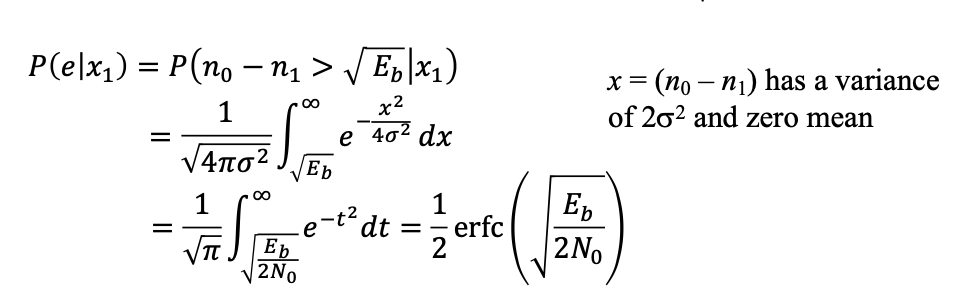 P(e|x₁) = P(n₀ − n₁ > √E_b|x₁)
x = (n₀ – n₁) has a variance
of 2σ² and zero mean
= 1/√(4πσ²) ∫_{√E_b}^{∞} e^{−x²/(4σ²)} dx
= 1/√π ∫_{√(E_b/(2N₀))}^{∞} e^{−t²} dt = 1/2 erfc(√(E_b/(2N₀)))